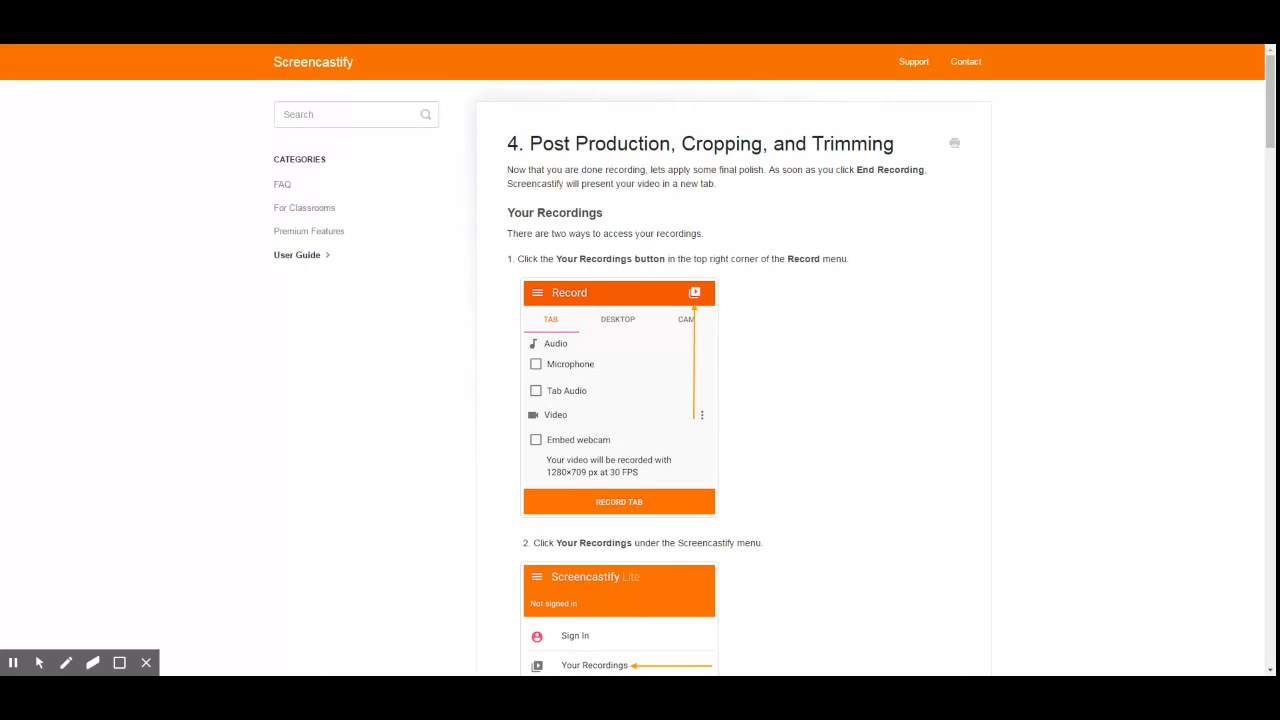 Screencastify
Support
Contact
Search
CATEGORIES
FAQ
For Classrooms
Premium Features
User Guide
4. Post Production, Cropping, and Trimming
Now that you are done recording, lets apply some final polish. As soon as you click End Recording,
Screencastify will present your video in a new tab.
Your Recordings
There are two ways to access your recordings.
1. Click the Your Recordings button in the top right corner of the Record menu.
Record
TAB
DESKTOP
CAM
Audio
Microphone
Tab Audio
Video
Embed webcam
Your video will be recorded with
1280×709 px at 30 FPS
RECORD TAB
2. Click Your Recordings under the Screencastify menu.
Screencastify Lite
Not signed in
Sign In
Your Recordings